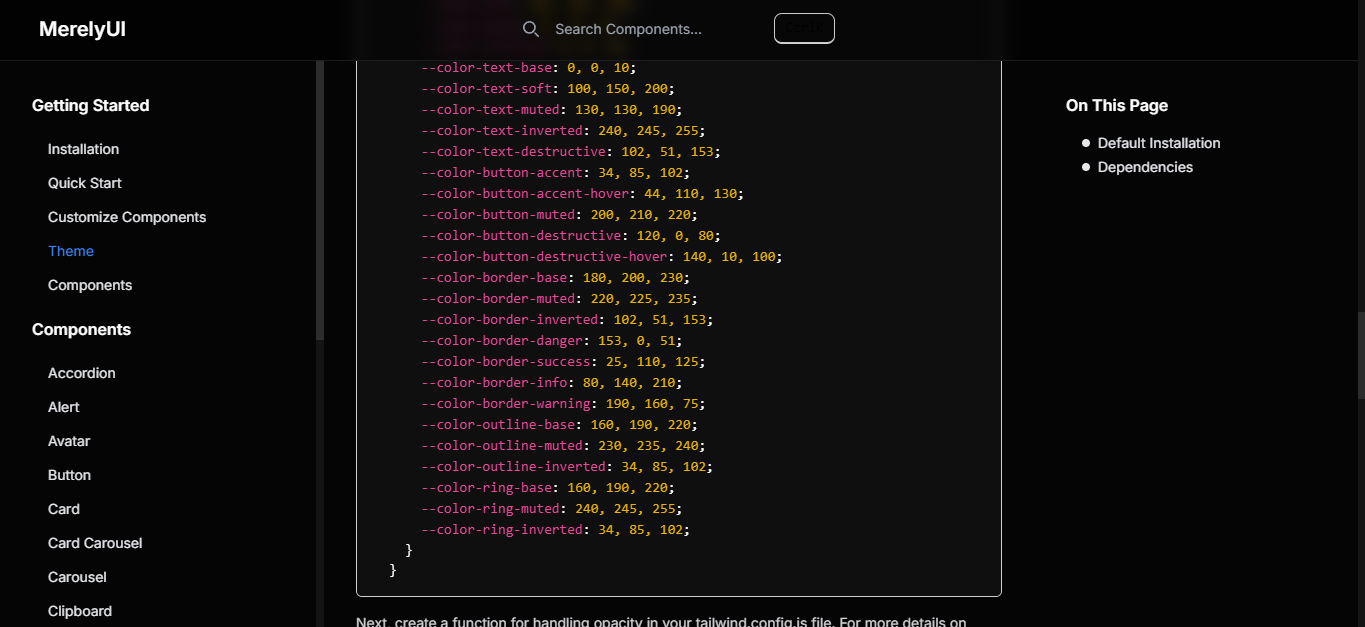 MerelyUI
Search Components...
Ctrl K
Getting Started
Installation
Quick Start
Customize Components
Theme
Components
Components
Accordion
Alert
Avatar
Button
Card
Card Carousel
Carousel
Clipboard
--color-text-base: 0, 0, 10;
--color-text-soft: 100, 150, 200;
--color-text-muted: 130, 130, 190;
--color-text-inverted: 240, 245, 255;
--color-text-destructive: 102, 51, 153;
--color-button-accent: 34, 85, 102;
--color-button-accent-hover: 44, 110, 130;
--color-button-muted: 200, 210, 220;
--color-button-destructive: 120, 0, 80;
--color-button-destructive-hover: 140, 10, 100;
--color-border-base: 180, 200, 230;
--color-border-muted: 220, 225, 235;
--color-border-inverted: 102, 51, 153;
--color-border-danger: 153, 0, 51;
--color-border-success: 25, 110, 125;
--color-border-info: 80, 140, 210;
--color-border-warning: 190, 160, 75;
--color-outline-base: 160, 190, 220;
--color-outline-muted: 230, 235, 240;
--color-outline-inverted: 34, 85, 102;
--color-ring-base: 160, 190, 220;
--color-ring-muted: 240, 245, 255;
--color-ring-inverted: 34, 85, 102;
}
}
Next, create a function for handling opacity in your tailwind.config.js file. For more details on
On This Page
Default Installation
Dependencies